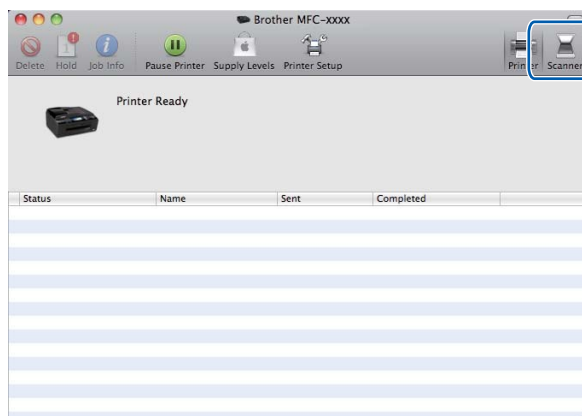 Brother MFC-xxxx
Delete Hold Job Info Pause Printer Supply Levels Printer Setup Printer Scanner
Printer Ready
Status Name Sent Completed